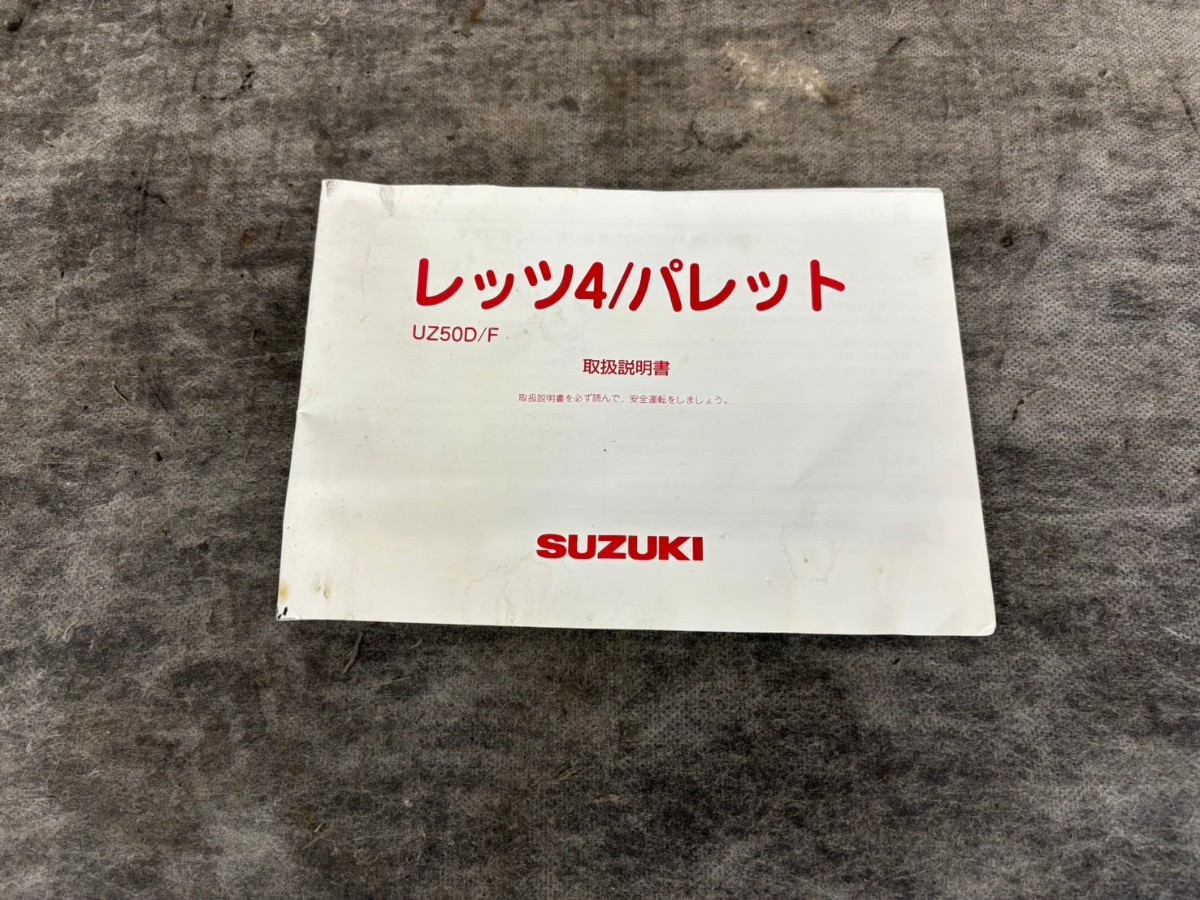 レッツ4/パレット
UZ50D/F
取扱説明書
取扱説明書を必ず読んで、安全運転をしましょう。
SUZUKI